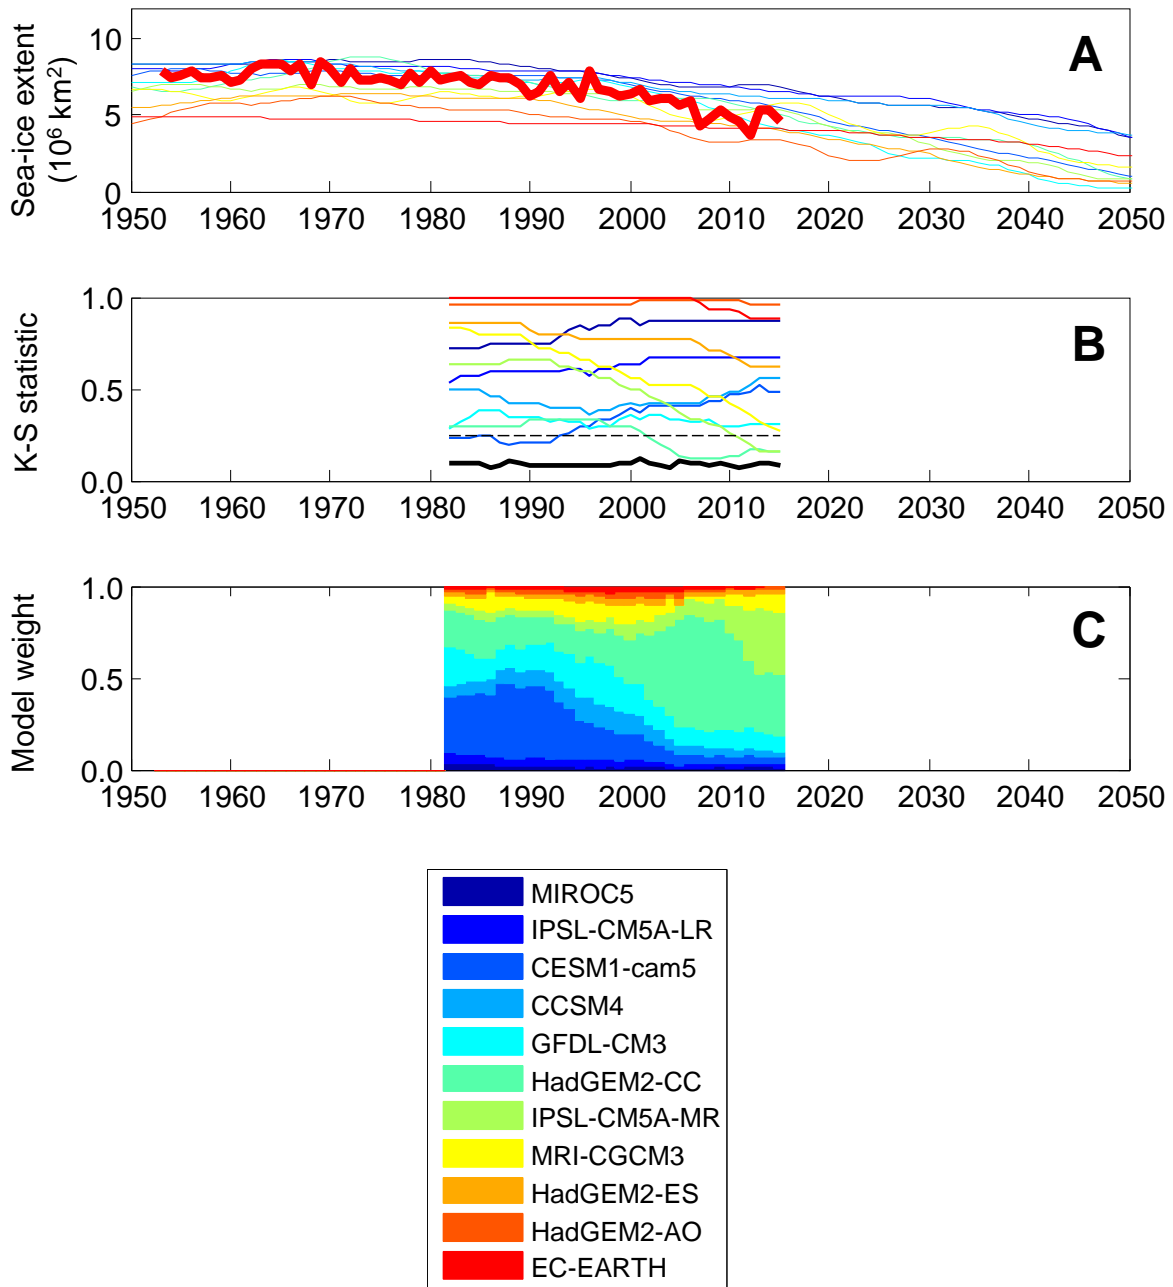 Sea-ice extent
(10⁶ km²)
A
10
5
0
1950 1960 1970 1980 1990 2000 2010 2020 2030 2040 2050
K-S statistic
B
1.0
0.5
0.0
1950 1960 1970 1980 1990 2000 2010 2020 2030 2040 2050
Model weight
C
1.0
0.5
0.0
1950 1960 1970 1980 1990 2000 2010 2020 2030 2040 2050
MIROC5
IPSL-CM5A-LR
CESM1-cam5
CCSM4
GFDL-CM3
HadGEM2-CC
IPSL-CM5A-MR
MRI-CGCM3
HadGEM2-ES
HadGEM2-AO
EC-EARTH